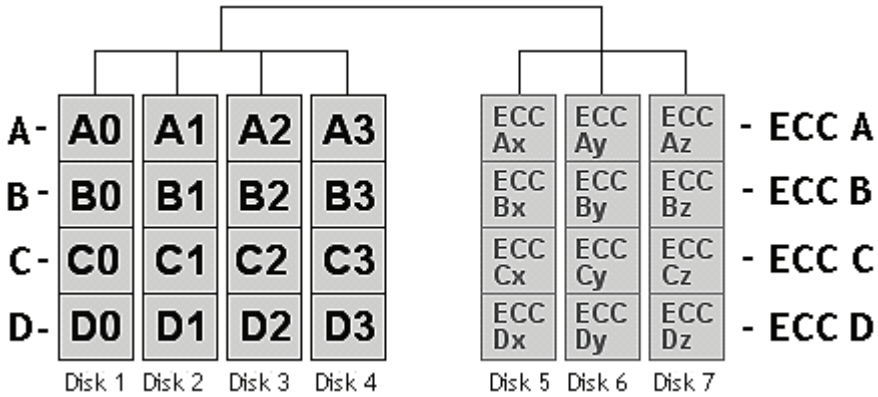 A- A0 A1 A2 A3 ECC Ax ECC Ay ECC Az - ECC A
B- B0 B1 B2 B3 ECC Bx ECC By ECC Bz - ECC B
C- C0 C1 C2 C3 ECC Cx ECC Cy ECC Cz - ECC C
D- D0 D1 D2 D3 ECC Dx ECC Dy ECC Dz - ECC D
Disk 1 Disk 2 Disk 3 Disk 4 Disk 5 Disk 6 Disk 7